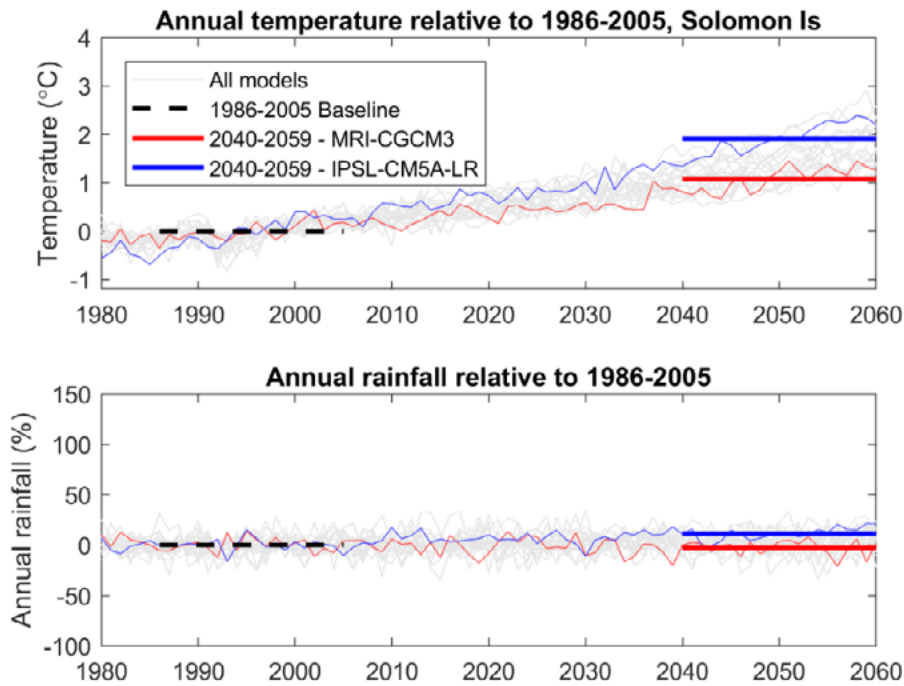 Annual temperature relative to 1986-2005, Solomon Is
Temperature (°C)
4
3
2
1
0
-1
All models
1986-2005 Baseline
2040-2059 - MRI-CGCM3
2040-2059 - IPSL-CM5A-LR
1980 1990 2000 2010 2020 2030 2040 2050 2060
Annual rainfall relative to 1986-2005
Annual rainfall (%)
150
100
50
0
-50
-100
1980 1990 2000 2010 2020 2030 2040 2050 2060